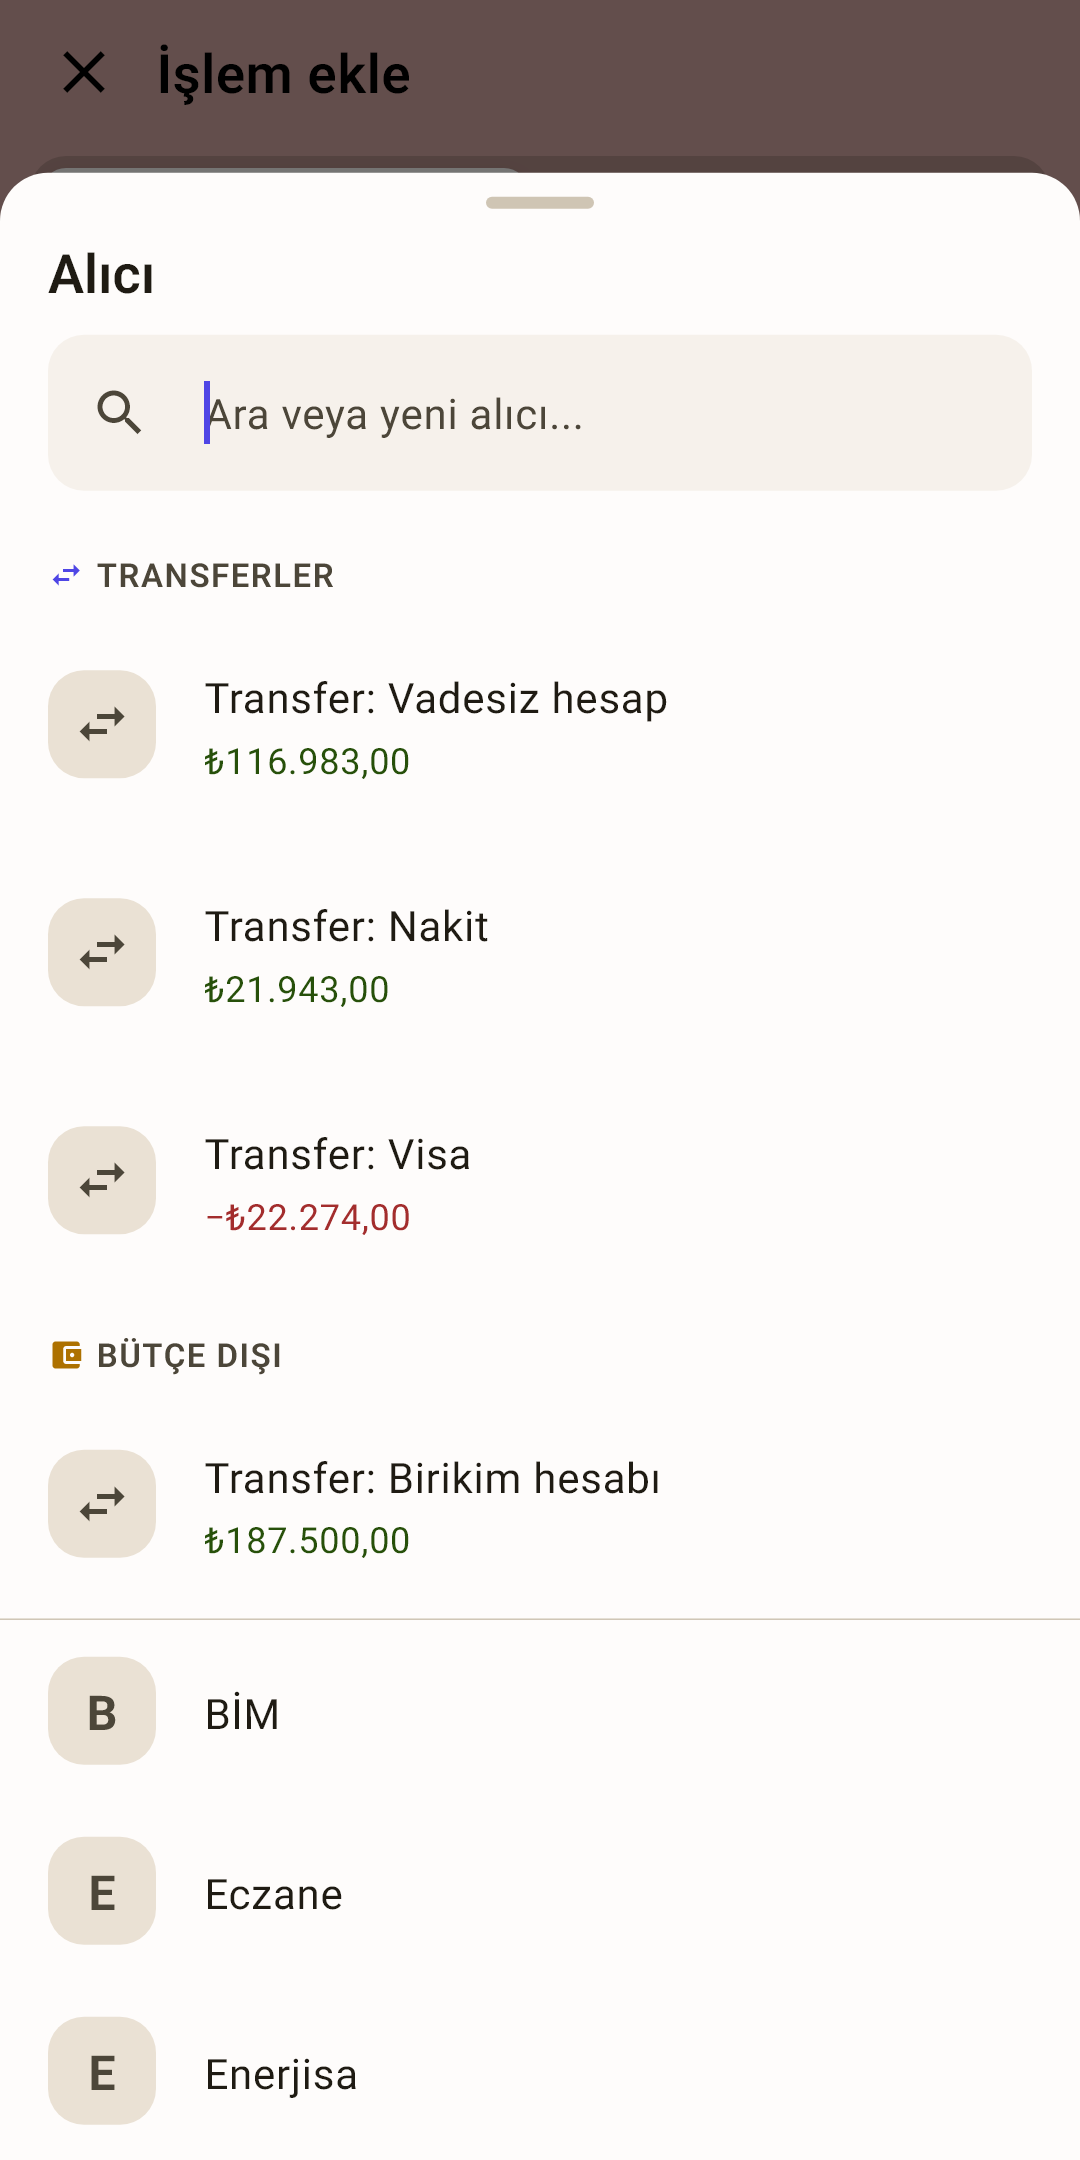 İşlem ekle
Alıcı
Ara veya yeni alıcı...
TRANSFERLER
Transfer: Vadesiz hesap
₺116.983,00
Transfer: Nakit
₺21.943,00
Transfer: Visa
−₺22.274,00
BÜTÇE DIŞI
Transfer: Birikim hesabı
₺187.500,00
B
BİM
E
Eczane
E
Enerjisa